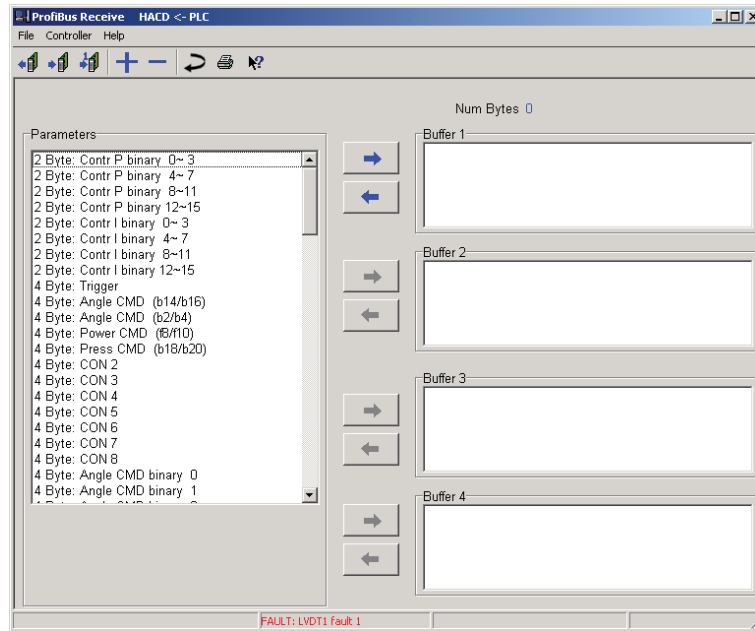 ProfiBus Receive HACD <- PLC
File Controller Help
Num Bytes 0
Parameters
2 Byte: Contr P binary 0~ 3
2 Byte: Contr P binary 4~ 7
2 Byte: Contr P binary 8~11
2 Byte: Contr P binary 12~15
2 Byte: Contr I binary 0~ 3
2 Byte: Contr I binary 4~ 7
2 Byte: Contr I binary 8~11
2 Byte: Contr I binary 12~15
4 Byte: Trigger
4 Byte: Angle CMD (b14/b16)
4 Byte: Angle CMD (b2/b4)
4 Byte: Power CMD (f8/f10)
4 Byte: Press CMD (b18/b20)
4 Byte: CON 2
4 Byte: CON 3
4 Byte: CON 4
4 Byte: CON 5
4 Byte: CON 6
4 Byte: CON 7
4 Byte: CON 8
4 Byte: Angle CMD binary 0
4 Byte: Angle CMD binary 1
Buffer 1
Buffer 2
Buffer 3
Buffer 4
FAULT: LVDT1 fault 1